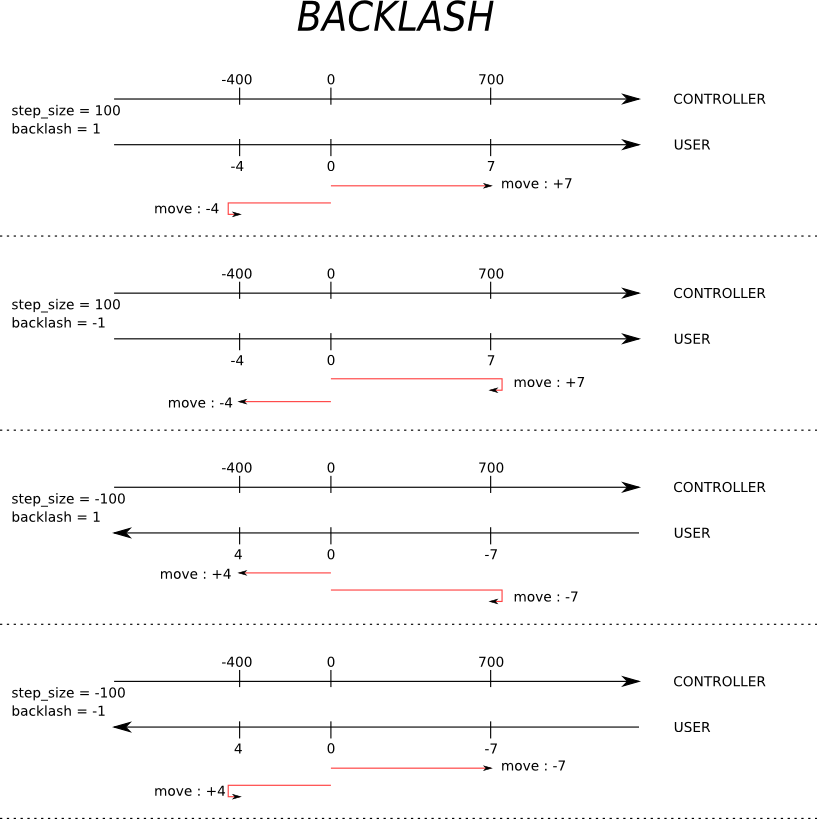 BACKLASH
-400 0 700
CONTROLLER
step_size = 100
backlash = 1
USER
-4 0 7
move : +7
move : -4
-400 0 700
CONTROLLER
step_size = 100
backlash = -1
USER
-4 0 7
move : +7
move : -4
-400 0 700
CONTROLLER
step_size = -100
backlash = 1
USER
4 0 -7
move : +4
move : -7
-400 0 700
CONTROLLER
step_size = -100
backlash = -1
USER
4 0 -7
move : -7
move : +4